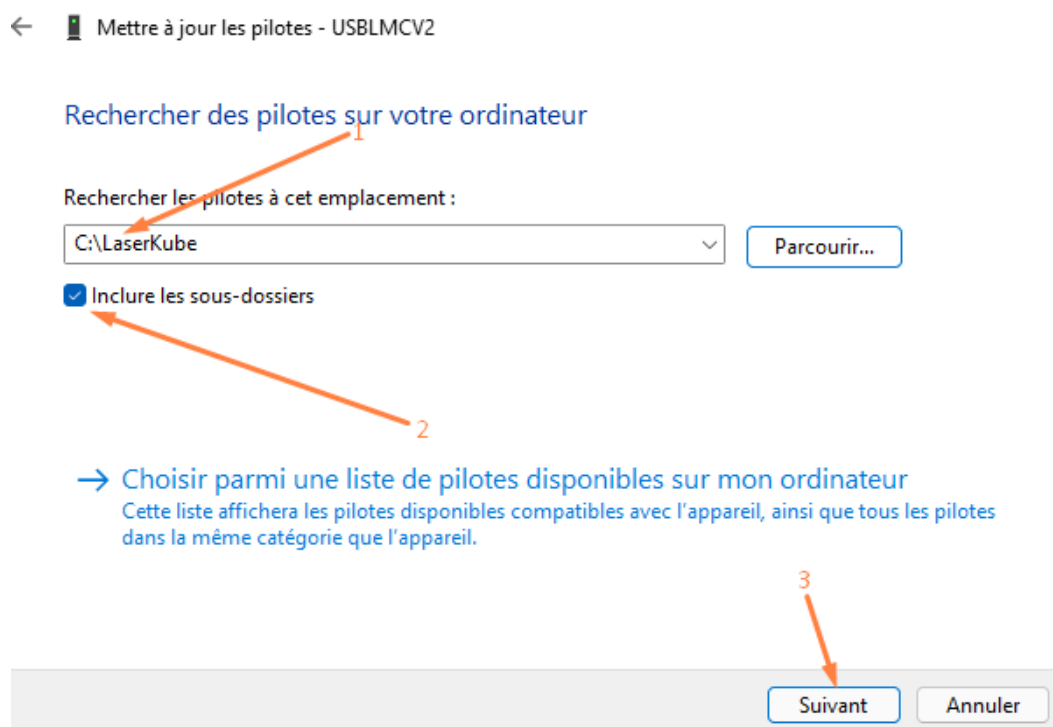 Mettre à jour les pilotes - USBLMCV2
Rechercher des pilotes sur votre ordinateur
1
Rechercher les pilotes à cet emplacement :
C:\LaserKube
Parcourir...
Inclure les sous-dossiers
2
Choisir parmi une liste de pilotes disponibles sur mon ordinateur
Cette liste affichera les pilotes disponibles compatibles avec l’appareil, ainsi que tous les pilotes
dans la même catégorie que l’appareil.
3
Suivant
Annuler